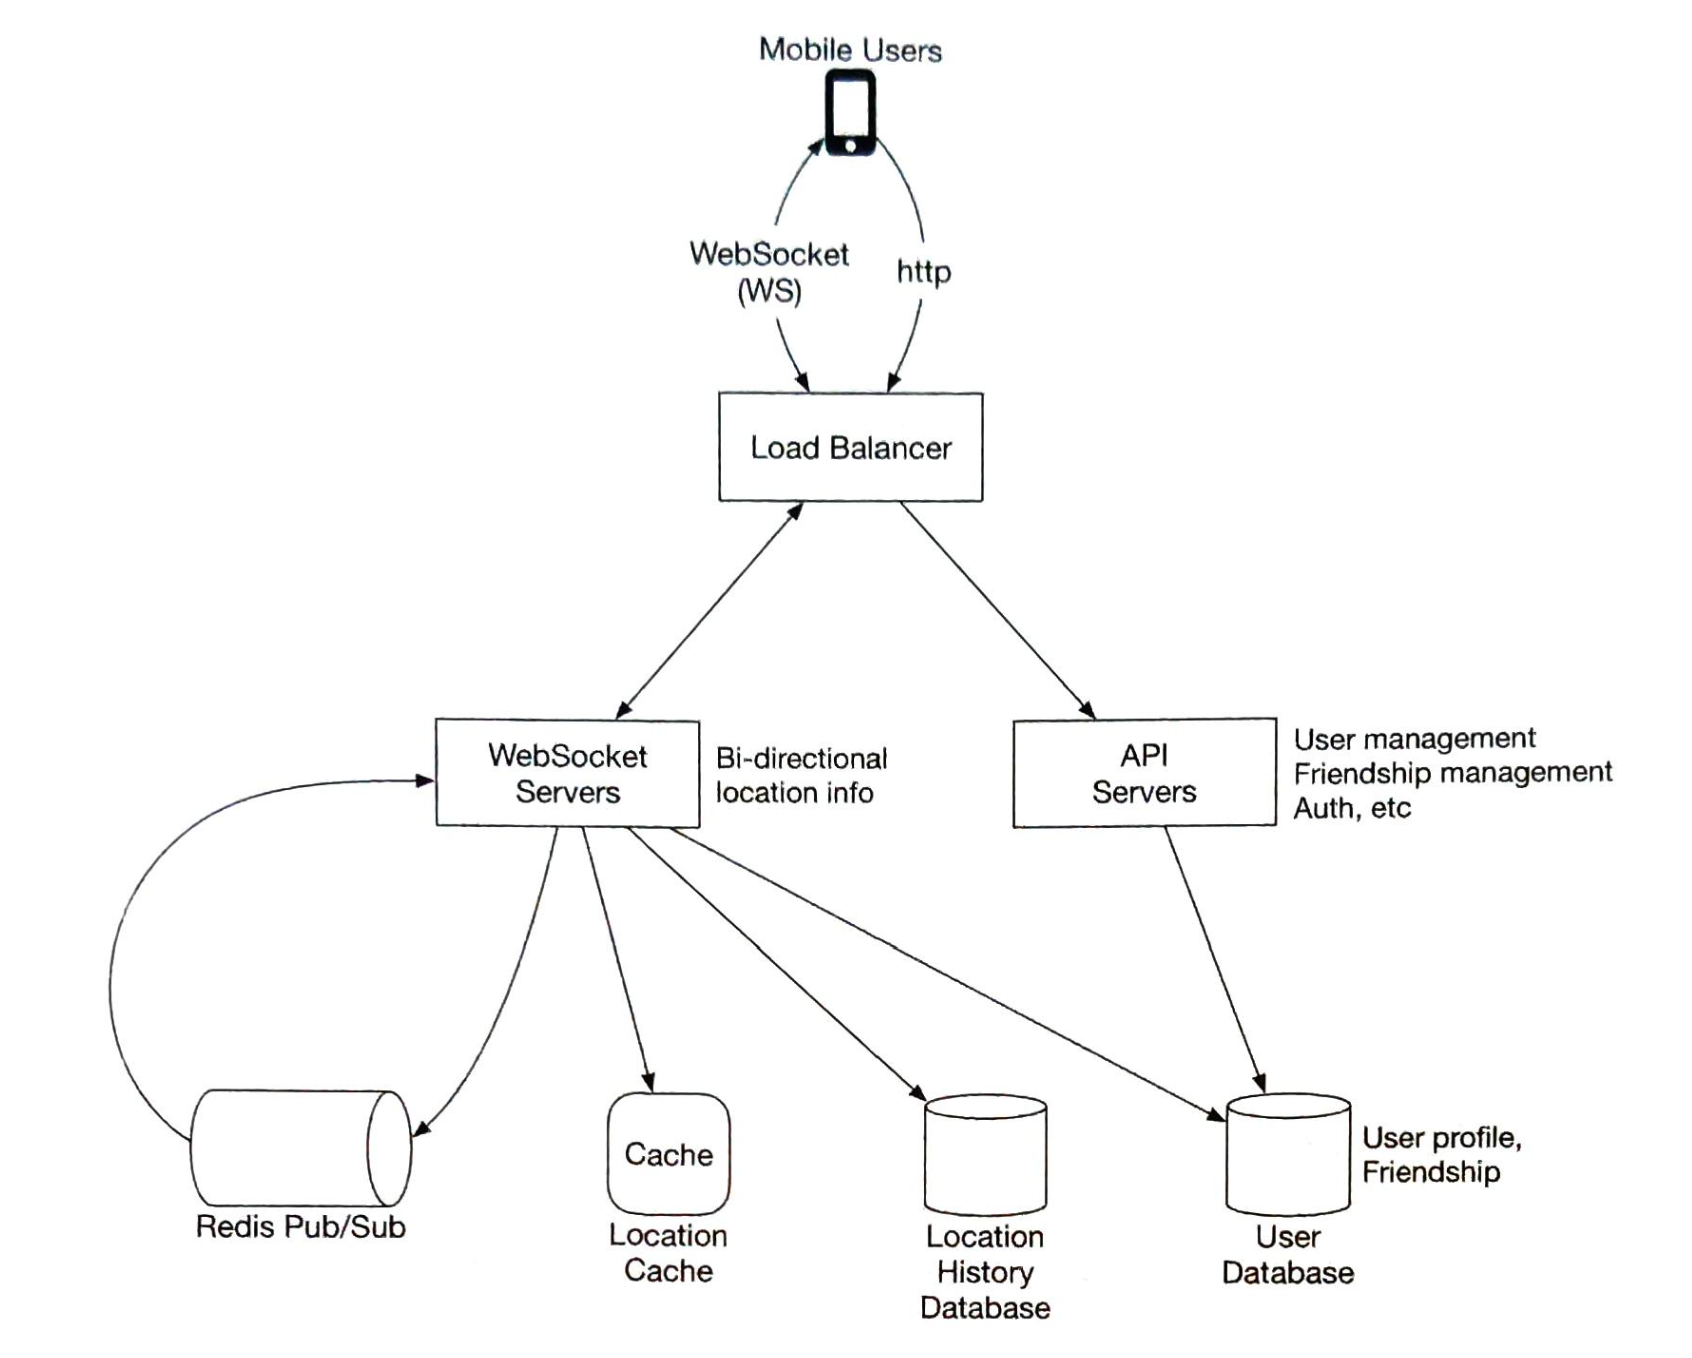 Mobile Users
WebSocket
(WS)
http
Load Balancer
WebSocket
Servers
Bi-directional
location info
API
Servers
User management
Friendship management
Auth, etc
Redis Pub/Sub
Cache
Location
Cache
Location
History
Database
User profile,
Friendship
User
Database